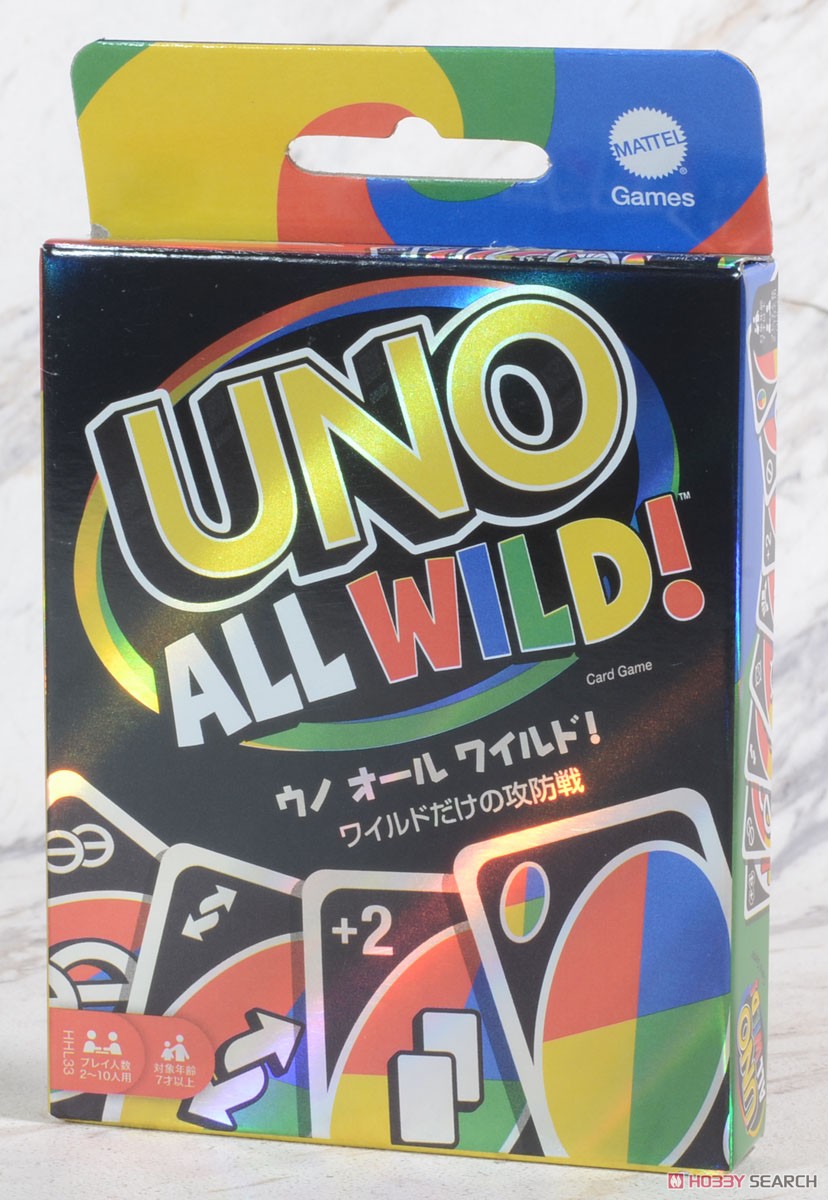 MATTEL
®
Games
UNO
ALL WILD!™
Card Game
ウノ オール ワイルド!
ワイルドだけの攻防戦
+2
HHL33
プレイ人数
2〜10人用
対象年齢
7才以上
UNO
HOBBY SEARCH